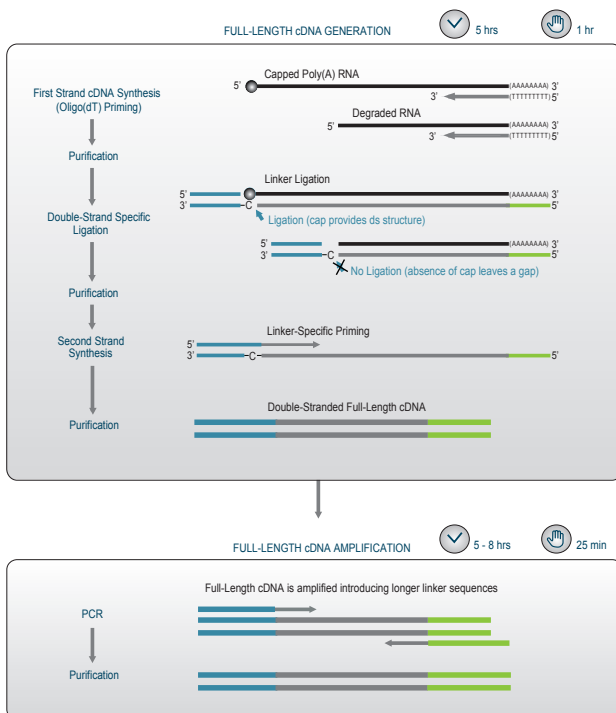 FULL-LENGTH cDNA GENERATION
5 hrs
1 hr
First Strand cDNA Synthesis
(Oligo(dT) Priming)
Purification
Double-Strand Specific
Ligation
Purification
Second Strand
Synthesis
Purification
Capped Poly(A) RNA
5' (AAAAAAAA) 3'
3' (TTTTTTTTT) 5'
Degraded RNA
5' (AAAAAAAA) 3'
3' (TTTTTTTTT) 5'
Linker Ligation
5' (AAAAAAAA) 3'
3' C 5'
Ligation (cap provides ds structure)
5' (AAAAAAAA) 3'
3' C 5'
No Ligation (absence of cap leaves a gap)
Linker-Specific Priming
5'
3' C 5'
Double-Stranded Full-Length cDNA
FULL-LENGTH cDNA AMPLIFICATION
5 - 8 hrs
25 min
Full-Length cDNA is amplified introducing longer linker sequences
PCR
Purification